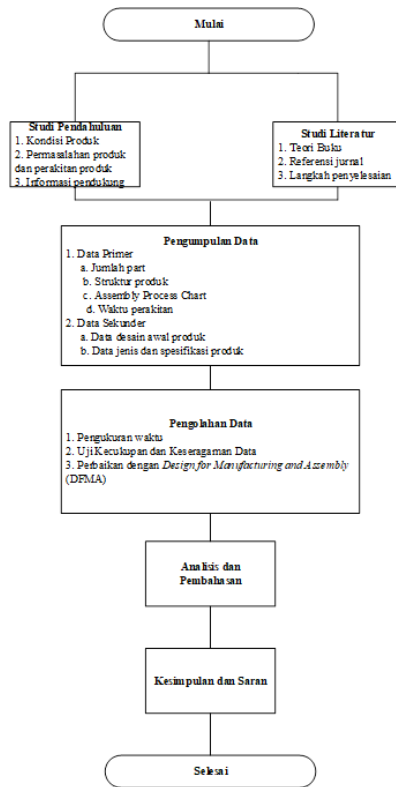 Mulai
Studi Pendahuluan
1. Kondisi Produk
2. Permasalahan produk
dan perakitan produk
3. Informasi pendukung
Studi Literatur
1. Teori Buku
2. Referensi jurnal
3. Langkah penyelesaian
Pengumpulan Data
1. Data Primer
a. Jumlah part
b. Struktur produk
c. Assembly Process Chart
d. Waktu perakitan
2. Data Sekunder
a. Data desain awal produk
b. Data jenis dan spesifikasi produk
Pengolahan Data
1. Pengukuran waktu
2. Uji Kecukupan dan Keseragaman Data
3. Perbaikan dengan Design for Manufacturing and Assembly
(DFMA)
Analisis dan
Pembahasan
Kesimpulan dan Saran
Selesai